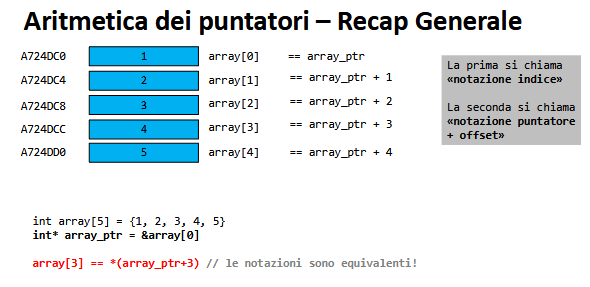 Aritmetica dei puntatori – Recap Generale
A724DC0 1 array[0] == array_ptr
A724DC4 2 array[1] == array_ptr + 1
A724DC8 3 array[2] == array_ptr + 2
A724DCC 4 array[3] == array_ptr + 3
A724DD0 5 array[4] == array_ptr + 4
La prima si chiama
«notazione indice»
La seconda si chiama
«notazione puntatore
+ offset»
int array[5] = {1, 2, 3, 4, 5}
int* array_ptr = &array[0]
array[3] == *(array_ptr+3) // le notazioni sono equivalenti!